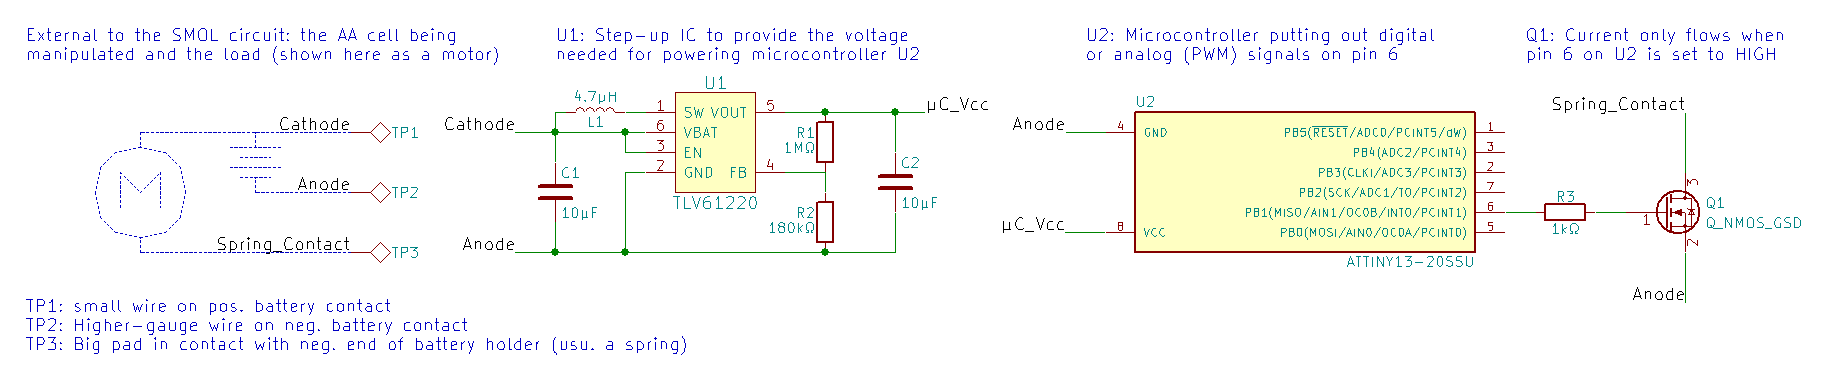 External to the SMOL circuit: the AA cell being
manipulated and the load (shown here as a motor)
U1: Step-up IC to provide the voltage
needed for powering microcontroller U2
U2: Microcontroller putting out digital
or analog (PWM) signals on pin 6
Q1: Current only flows when
pin 6 on U2 is set to HIGH
Cathode
TP1
Anode
TP2
Spring_Contact
TP3
M
Cathode
4.7µH
L1
C1
10µF
Anode
U1
1
6
3
2
SW
VOUT
VBAT
EN
GND
FB
5
4
TLV61220
R1
1MΩ
R2
180kΩ
C2
10µF
µC_Vcc
Anode
µC_Vcc
U2
4
GND
8
VCC
PB5(RESET/ADC0/PCINT5/dW)
1
PB4(ADC2/PCINT4)
3
PB3(CLKI/ADC3/PCINT3)
2
PB2(SCK/ADC1/T0/PCINT2)
7
PB1(MISO/AIN1/OC0B/INT0/PCINT1)
6
PB0(MOSI/AIN0/OC0A/PCINT0)
5
ATTINY13-20SSU
R3
1kΩ
Spring_Contact
3
1
2
Q1
Q_NMOS_GSD
Anode
TP1: small wire on pos. battery contact
TP2: Higher-gauge wire on neg. battery contact
TP3: Big pad in contact with neg. end of battery holder (usu. a spring)